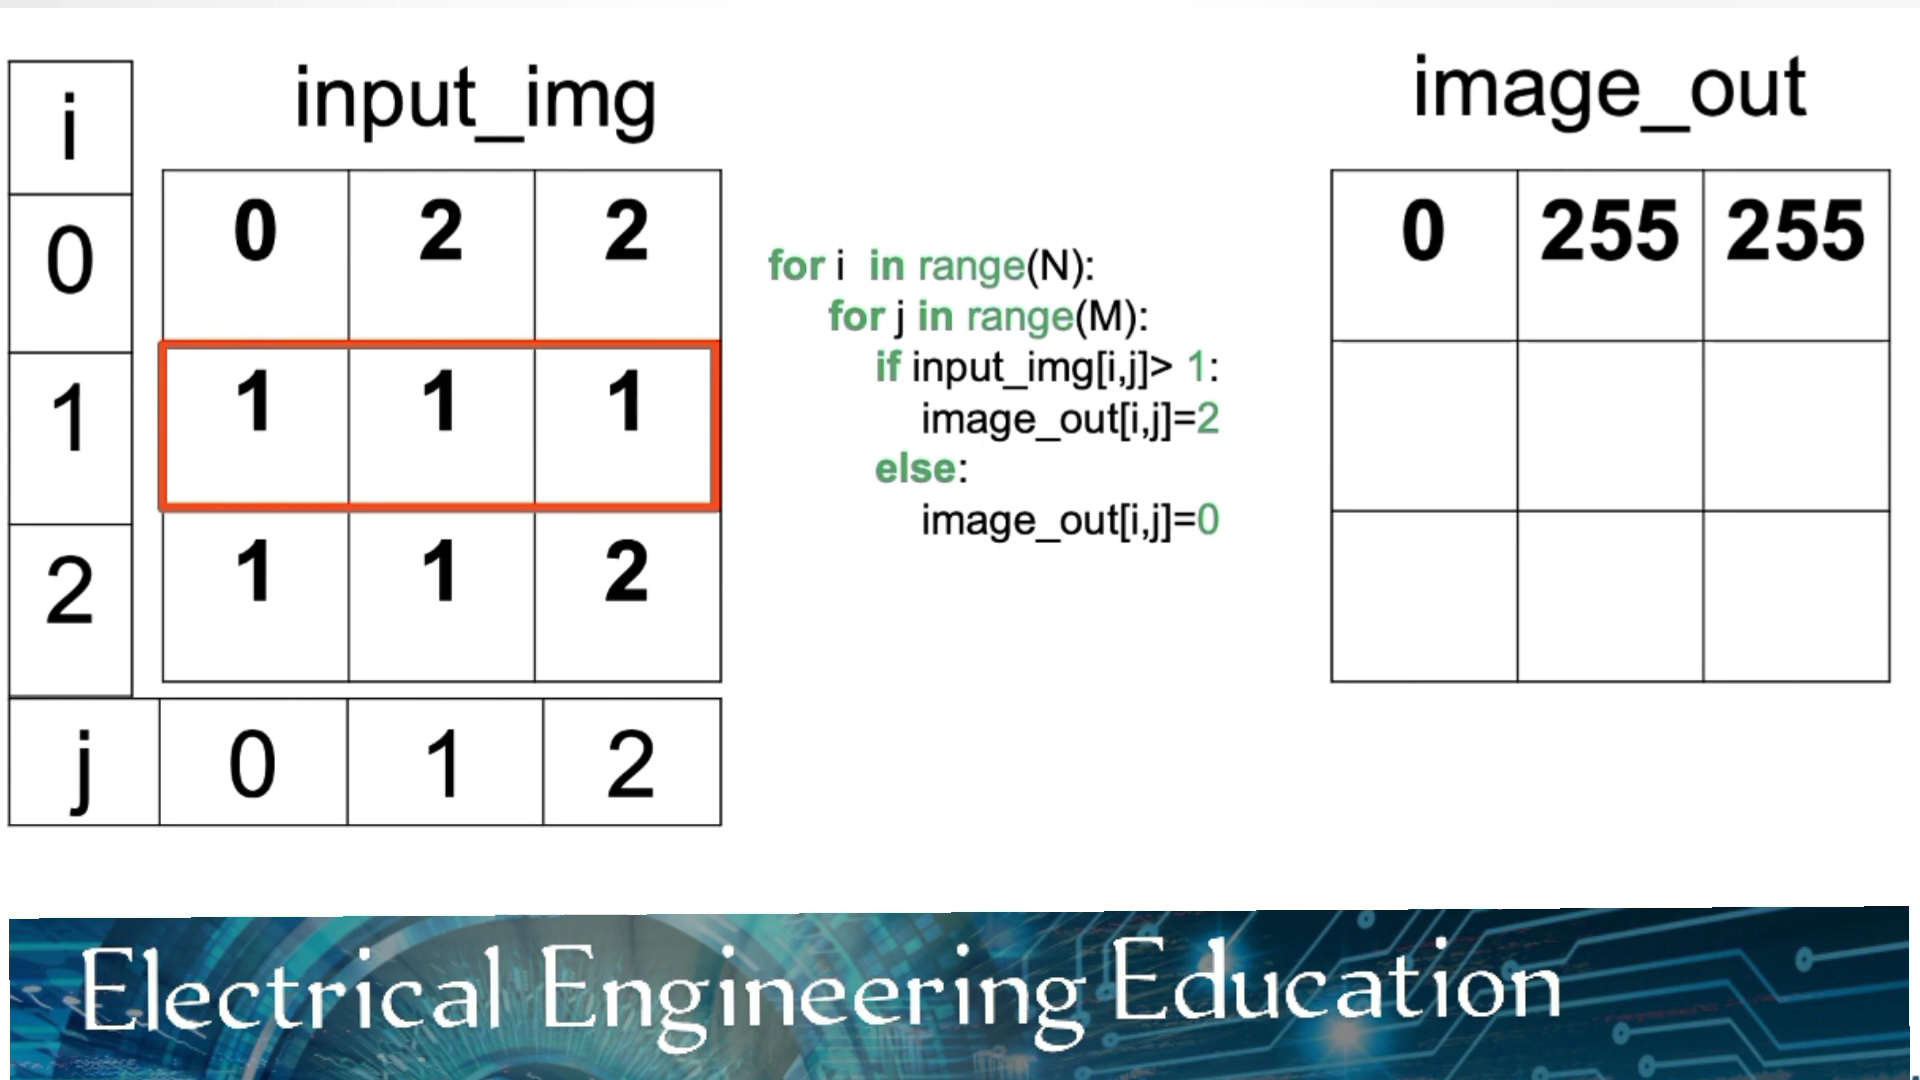 i
0
1
2
input_img
0 2 2
1 1 1
1 1 2
j 0 1 2
for i in range(N):
for j in range(M):
if input_img[i,j]> 1:
image_out[i,j]=2
else:
image_out[i,j]=0
image_out
0 255 255
Electrical Engineering Education